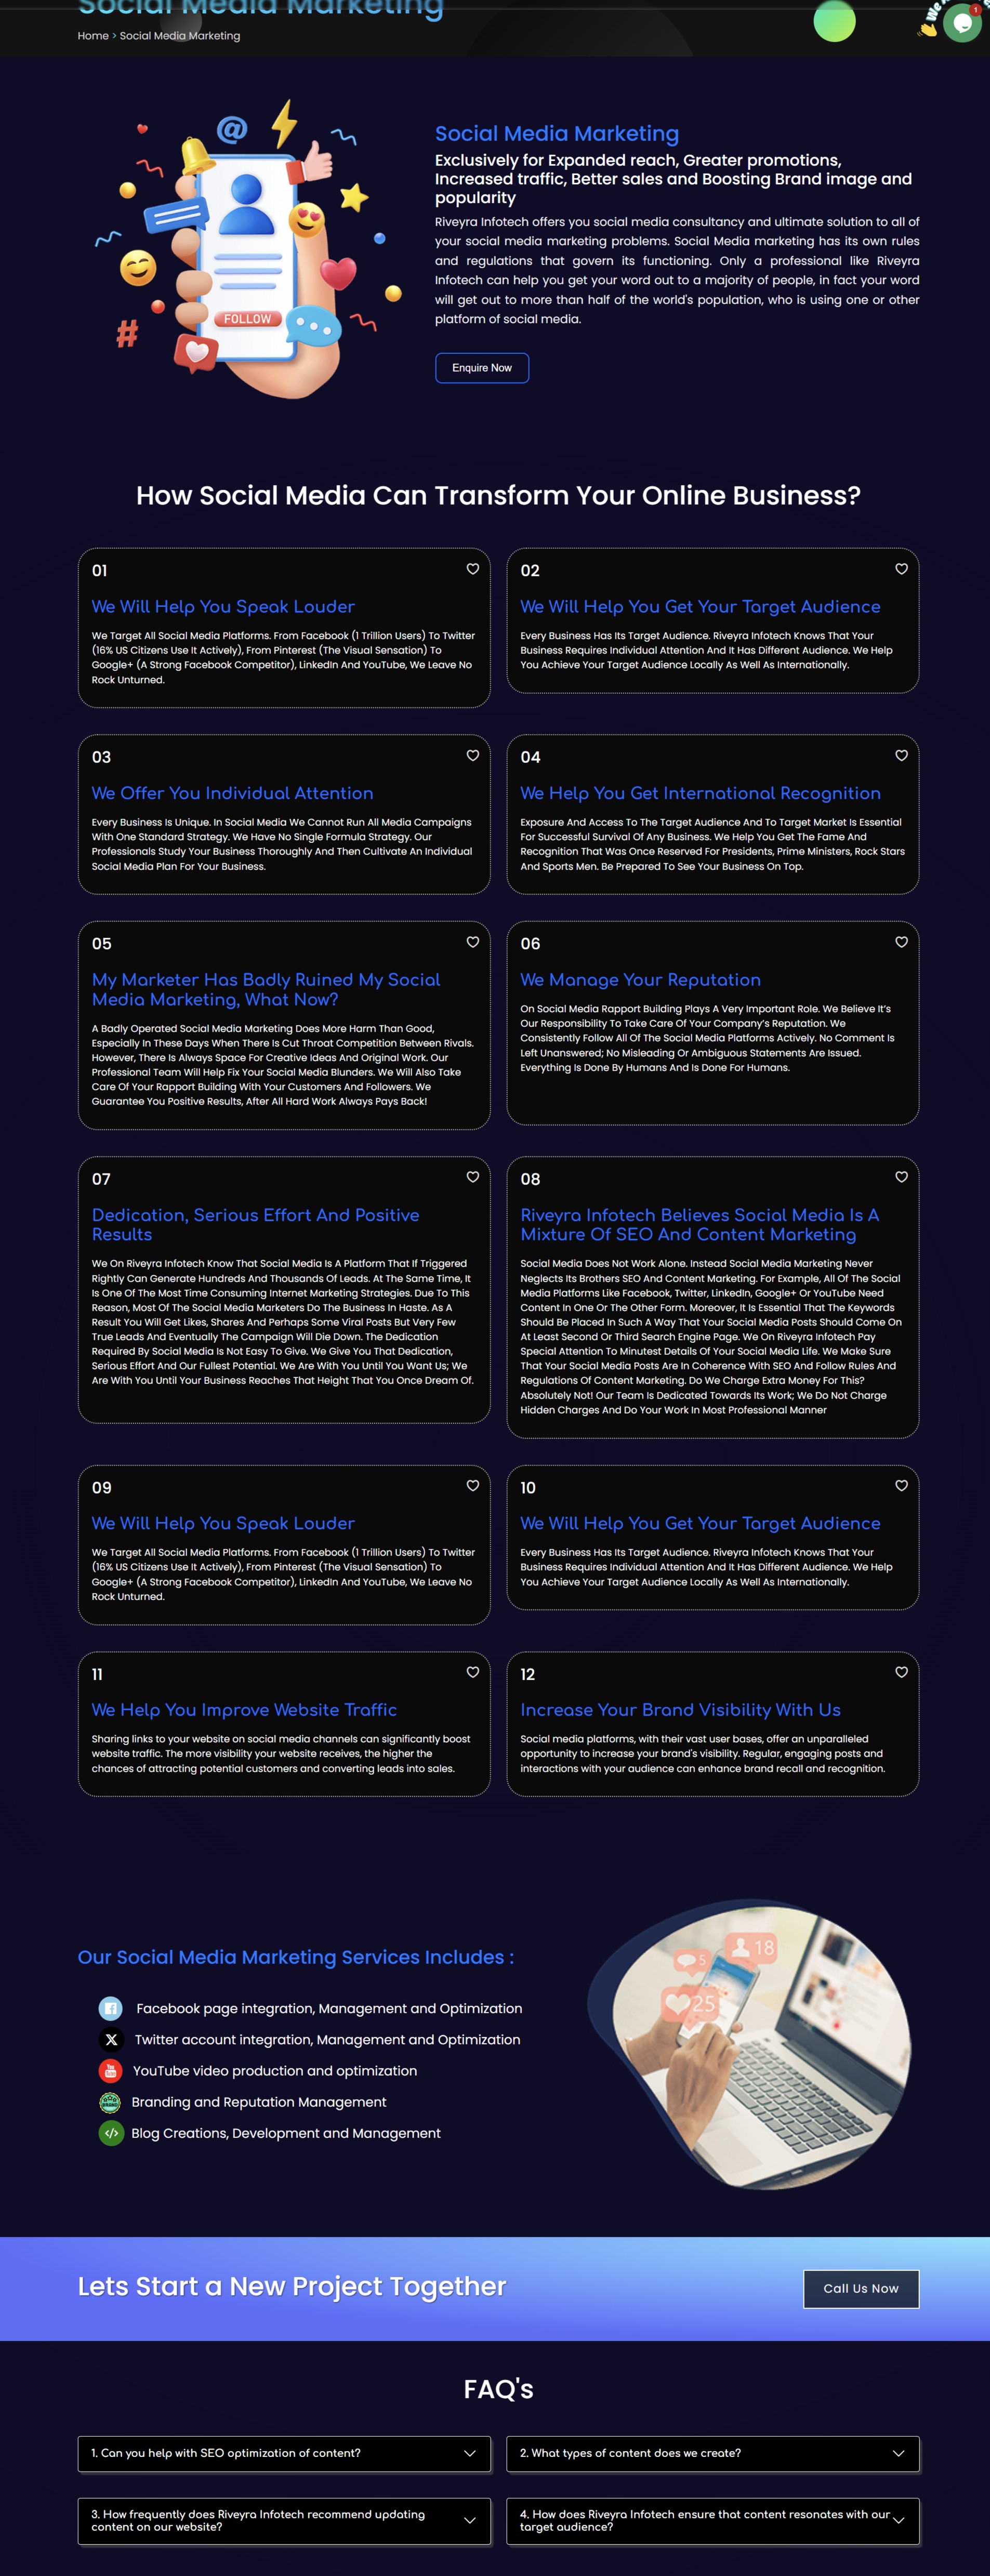 Social Media Marketing
Home > Social Media Marketing
1
@
FOLLOW
#
Social Media Marketing
Exclusively for Expanded reach, Greater promotions,
Increased traffic, Better sales and Boosting Brand image and
popularity
Riveyra Infotech offers you social media consultancy and ultimate solution to all of
your social media marketing problems. Social Media marketing has its own rules
and regulations that govern its functioning. Only a professional like Riveyra
Infotech can help you get your word out to a majority of people, in fact your word
will get out to more than half of the world's population, who is using one or other
platform of social media.
Enquire Now
How Social Media Can Transform Your Online Business?
01
We Will Help You Speak Louder
We Target All Social Media Platforms. From Facebook (1 Trillion Users) To Twitter
(16% US Citizens Use It Actively), From Pinterest (The Visual Sensation) To
Google+ (A Strong Facebook Competitor), LinkedIn And YouTube, We Leave No
Rock Unturned.
02
We Will Help You Get Your Target Audience
Every Business Has Its Target Audience. Riveyra Infotech Knows That Your
Business Requires Individual Attention And It Has Different Audience. We Help
You Achieve Your Target Audience Locally As Well As Internationally.
03
We Offer You Individual Attention
Every Business Is Unique. In Social Media We Cannot Run All Media Campaigns
With One Standard Strategy. We Have No Single Formula Strategy. Our
Professionals Study Your Business Thoroughly And Then Cultivate An Individual
Social Media Plan For Your Business.
04
We Help You Get International Recognition
Exposure And Access To The Target Audience And To Target Market Is Essential
For Successful Survival Of Any Business. We Help You Get The Fame And
Recognition That Was Once Reserved For Presidents, Prime Ministers, Rock Stars
And Sports Men. Be Prepared To See Your Business On Top.
05
My Marketer Has Badly Ruined My Social
Media Marketing, What Now?
A Badly Operated Social Media Marketing Does More Harm Than Good,
Especially In These Days When There Is Cut Throat Competition Between Rivals.
However, There Is Always Space For Creative Ideas And Original Work. Our
Professional Team Will Help Fix Your Social Media Blunders. We Will Also Take
Care Of Your Rapport Building With Your Customers And Followers. We
Guarantee You Positive Results, After All Hard Work Always Pays Back!
06
We Manage Your Reputation
On Social Media Rapport Building Plays A Very Important Role. We Believe It's
Our Responsibility To Take Care Of Your Company's Reputation. We
Consistently Follow All Of The Social Media Platforms Actively. No Comment Is
Left Unanswered; No Misleading Or Ambiguous Statements Are Issued.
Everything Is Done By Humans And Is Done For Humans.
07
Dedication, Serious Effort And Positive
Results
We On Riveyra Infotech Know That Social Media Is A Platform That If Triggered
Rightly Can Generate Hundreds And Thousands Of Leads. At The Same Time, It
Is One Of The Most Time Consuming Internet Marketing Strategies. Due To This
Reason, Most Of The Social Media Marketers Do The Business In Haste. As A
Result You Will Get Likes, Shares And Perhaps Some Viral Posts But Very Few
True Leads And Eventually The Campaign Will Die Down. The Dedication
Required By Social Media Is Not Easy To Give. We Give You That Dedication,
Serious Effort And Our Fullest Potential. We Are With You Until You Want Us; We
Are With You Until Your Business Reaches That Height That You Once Dream Of.
08
Riveyra Infotech Believes Social Media Is A
Mixture Of SEO And Content Marketing
Social Media Does Not Work Alone. Instead Social Media Marketing Never
Neglects Its Brothers SEO And Content Marketing. For Example, All Of The Social
Media Platforms Like Facebook, Twitter, LinkedIn, Google+ Or YouTube Need
Content In One Or The Other Form. Moreover, It Is Essential That The Keywords
Should Be Placed In Such A Way That Your Social Media Posts Should Come On
At Least Second Or Third Search Engine Page. We On Riveyra Infotech Pay
Special Attention To Minutest Details Of Your Social Media Life. We Make Sure
That Your Social Media Posts Are In Coherence With SEO And Follow Rules And
Regulations Of Content Marketing. Do We Charge Extra Money For This?
Absolutely Not! Our Team Is Dedicated Towards Its Work; We Do Not Charge
Hidden Charges And Do Your Work In Most Professional Manner
09
We Will Help You Speak Louder
We Target All Social Media Platforms. From Facebook (1 Trillion Users) To Twitter
(16% US Citizens Use It Actively), From Pinterest (The Visual Sensation) To
Google+ (A Strong Facebook Competitor), LinkedIn And YouTube, We Leave No
Rock Unturned.
10
We Will Help You Get Your Target Audience
Every Business Has Its Target Audience. Riveyra Infotech Knows That Your
Business Requires Individual Attention And It Has Different Audience. We Help
You Achieve Your Target Audience Locally As Well As Internationally.
11
We Help You Improve Website Traffic
Sharing links to your website on social media channels can significantly boost
website traffic. The more visibility your website receives, the higher the
chances of attracting potential customers and converting leads into sales.
12
Increase Your Brand Visibility With Us
Social media platforms, with their vast user bases, offer an unparalleled
opportunity to increase your brand's visibility. Regular, engaging posts and
interactions with your audience can enhance brand recall and recognition.
Our Social Media Marketing Services Includes :
Facebook page integration, Management and Optimization
Twitter account integration, Management and Optimization
YouTube video production and optimization
Branding and Reputation Management
Blog Creations, Development and Management
5
18
25
Lets Start a New Project Together
Call Us Now
FAQ's
1. Can you help with SEO optimization of content?
2. What types of content does we create?
3. How frequently does Riveyra Infotech recommend updating
content on our website?
4. How does Riveyra Infotech ensure that content resonates with our
target audience?